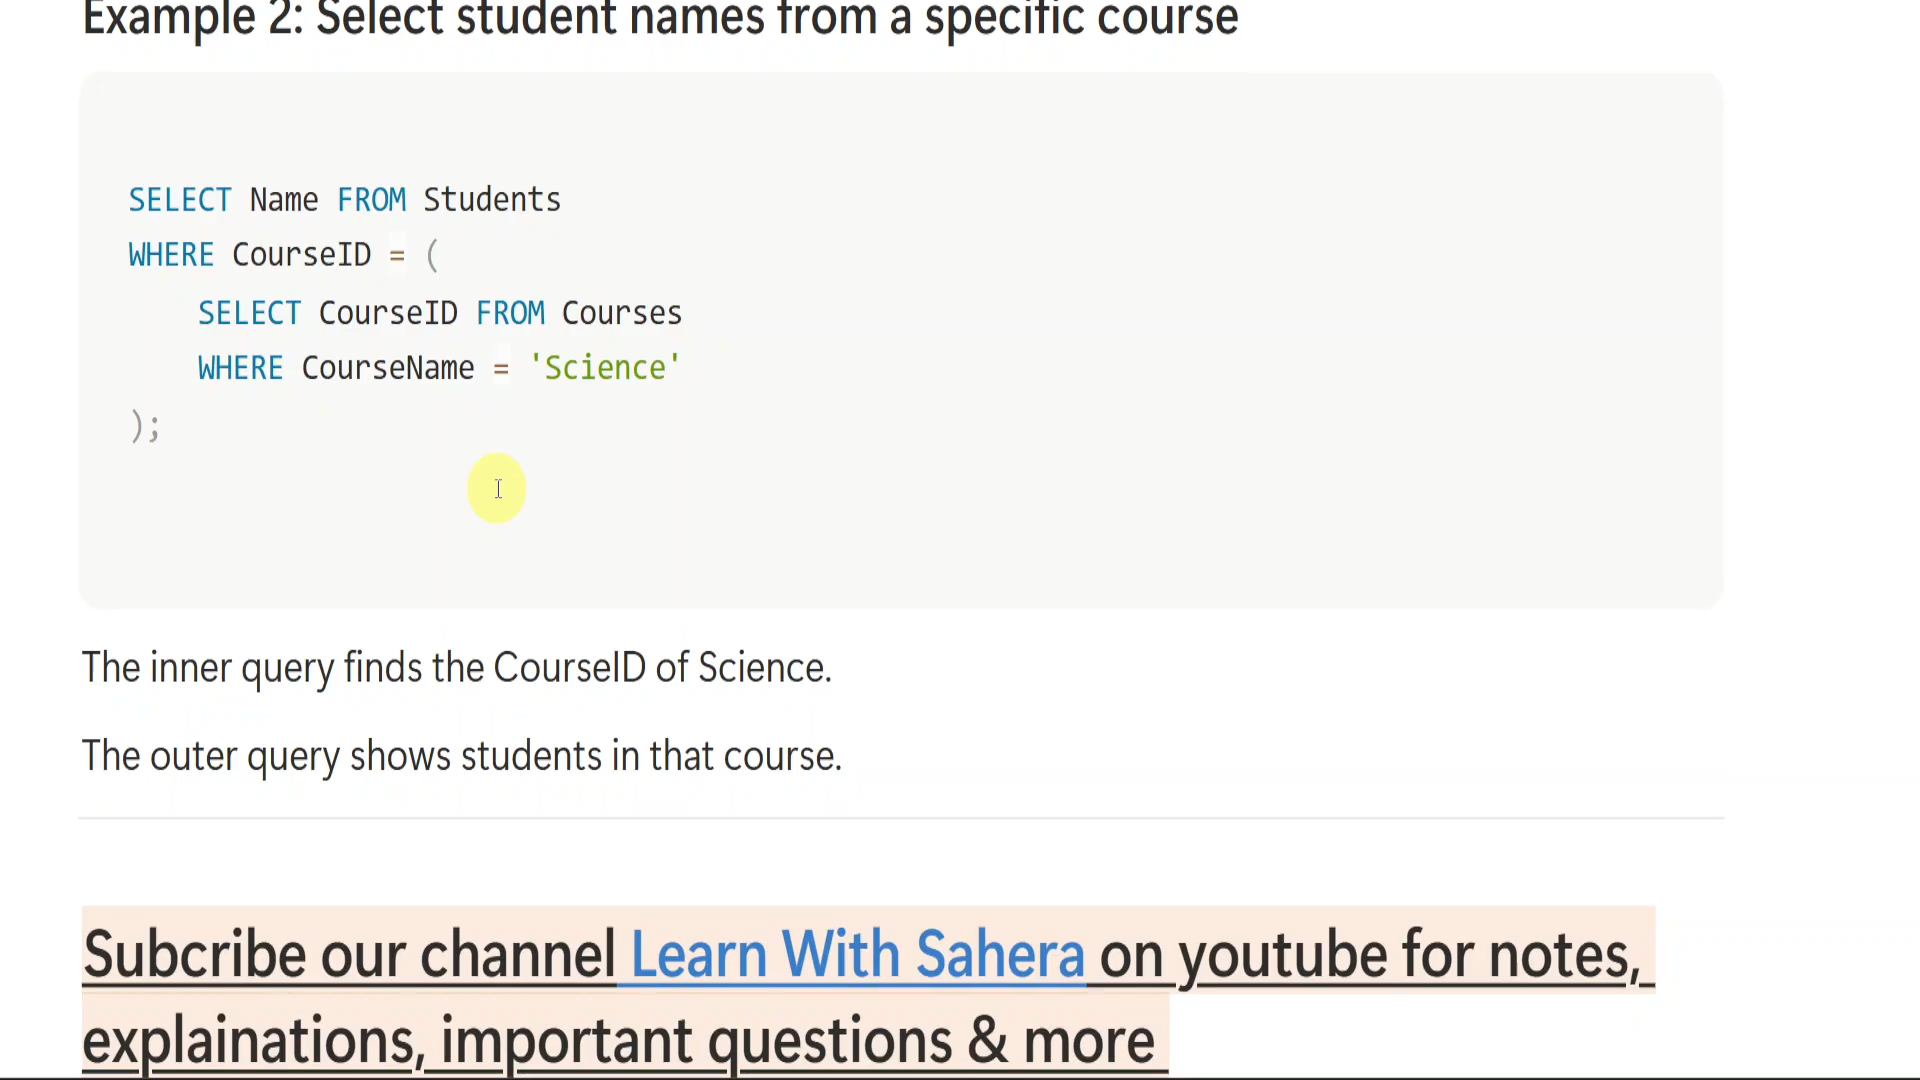 Example 2: Select student names from a specific course
SELECT Name FROM Students
WHERE CourseID = (
SELECT CourseID FROM Courses
WHERE CourseName = 'Science'
);
The inner query finds the CourseID of Science.
The outer query shows students in that course.
Subcribe our channel Learn With Sahera on youtube for notes,
explainations, important questions & more